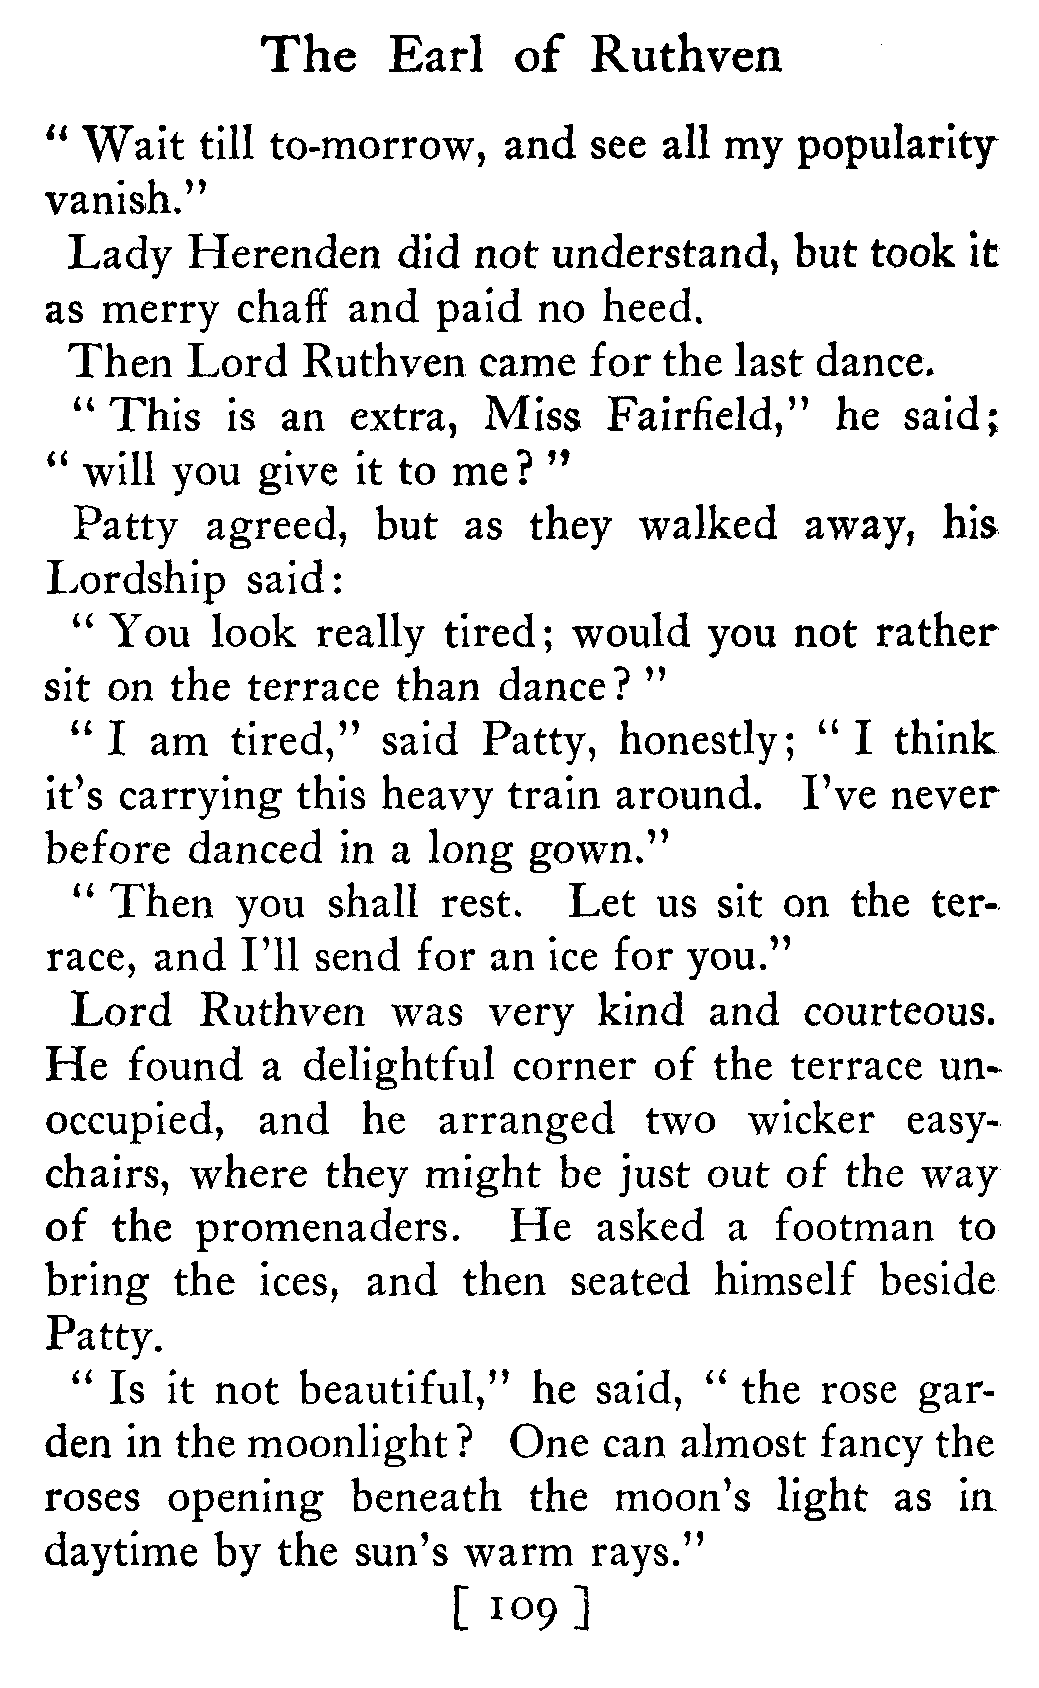 The Earl of Ruthven
" Wait till to-morrow, and see all my popularity
vanish."
Lady Herenden did not understand, but took it
as merry chaff and paid no heed.
Then Lord Ruthven came for the last dance.
" This is an extra, Miss Fairfield," he said;
" will you give it to me? "
Patty agreed, but as they walked away, his
Lordship said:
" You look really tired; would you not rather
sit on the terrace than dance? "
" I am tired," said Patty, honestly; " I think
it's carrying this heavy train around. I've never
before danced in a long gown."
" Then you shall rest. Let us sit on the ter-
race, and I'll send for an ice for you."
Lord Ruthven was very kind and courteous.
He found a delightful corner of the terrace un-
occupied, and he arranged two wicker easy-
chairs, where they might be just out of the way
of the promenaders. He asked a footman to
bring the ices, and then seated himself beside
Patty.
" Is it not beautiful," he said, " the rose gar-
den in the moonlight? One can almost fancy the
roses opening beneath the moon's light as in
daytime by the sun's warm rays."
[ 109 ]